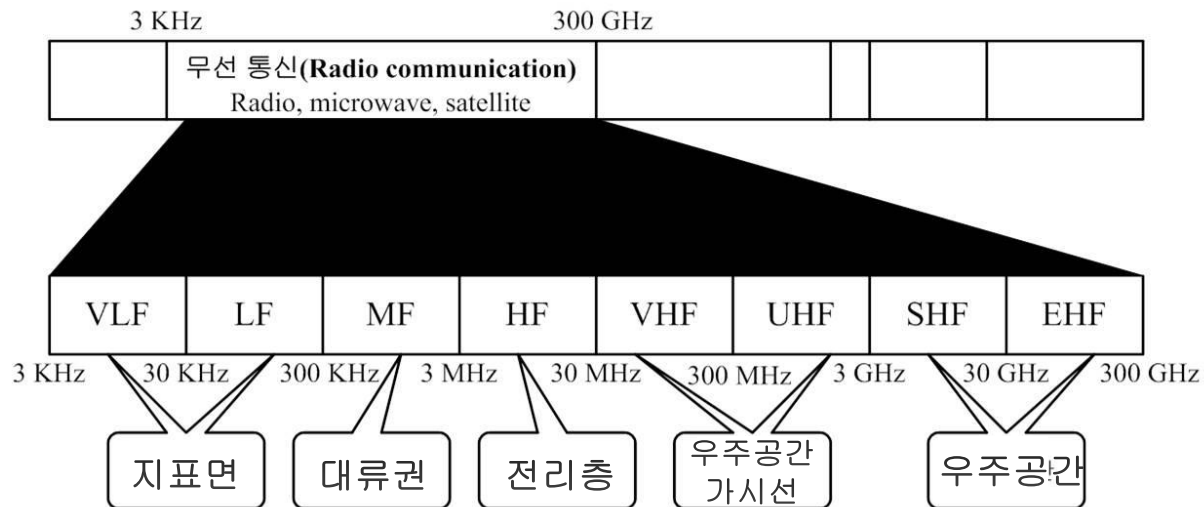 3 KHz 300 GHz
무선 통신(Radio communication)
Radio, microwave, satellite
VLF LF MF HF VHF UHF SHF EHF
3 KHz 30 KHz 300 KHz 3 MHz 30 MHz 300 MHz 3 GHz 30 GHz 300 GHz
지표면 대류권 전리층 우주공간 우주공간
가시선